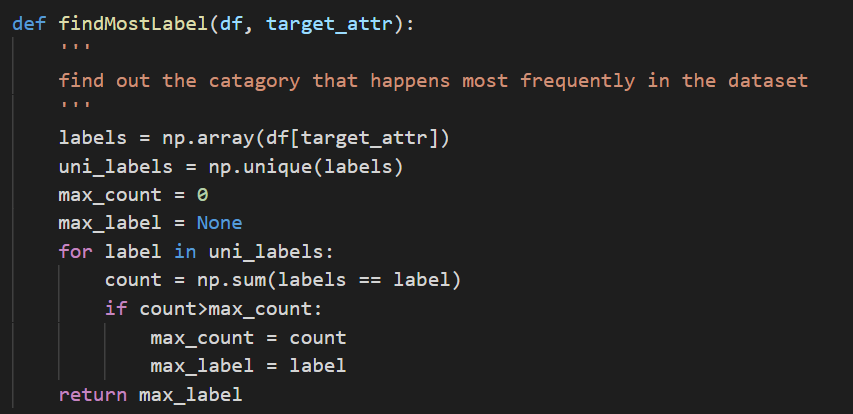 def findMostLabel(df, target_attr):
    '''
    find out the catagory that happens most frequently in the dataset
    '''
    labels = np.array(df[target_attr])
    uni_labels = np.unique(labels)
    max_count = 0
    max_label = None
    for label in uni_labels:
        count = np.sum(labels == label)
        if count>max_count:
            max_count = count
            max_label = label
    return max_label